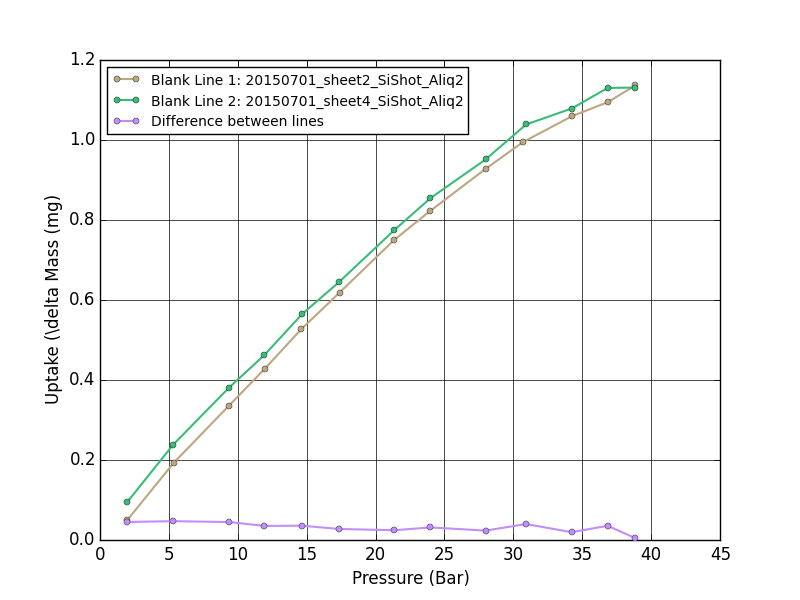 1.2
1.0
0.8
0.6
0.4
0.2
0.0
Uptake (\delta Mass (mg)
Blank Line 1: 20150701_sheet2_SiShot_Aliq2
Blank Line 2: 20150701_sheet4_SiShot_Aliq2
Difference between lines
0 5 10 15 20 25 30 35 40 45
Pressure (Bar)